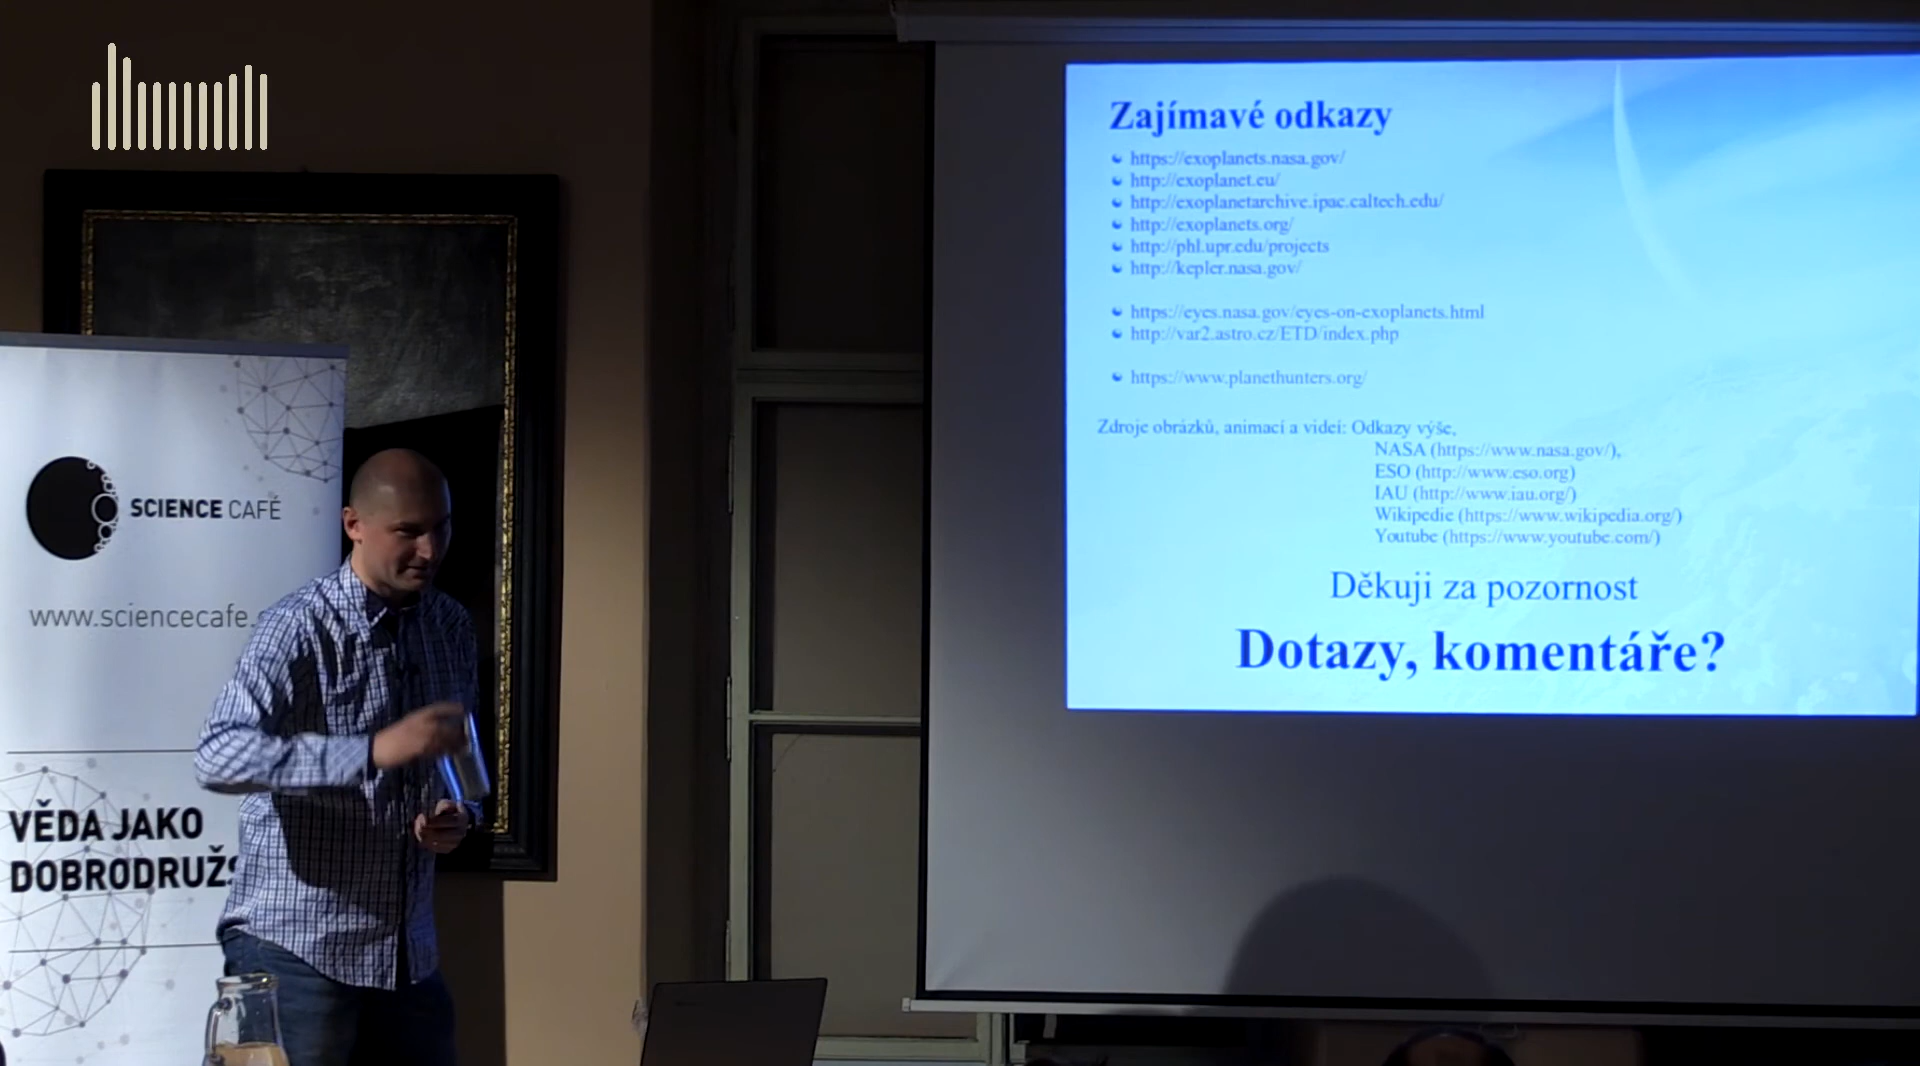 Zajímavé odkazy
https://exoplanets.nasa.gov/
http://exoplanet.eu/
http://exoplanetarchive.ipac.caltech.edu/
http://exoplanets.org/
http://phl.upr.edu/projects
http://kepler.nasa.gov/
https://eyes.nasa.gov/eyes-on-exoplanets.html
http://var2.astro.cz/ETD/index.php
https://www.planethunters.org/
Zdroje obrázků, animací a videí: Odkazy výše,
NASA (https://www.nasa.gov/),
ESO (http://www.eso.org)
IAU (http://www.iau.org/)
Wikipedie (https://www.wikipedia.org/)
Youtube (https://www.youtube.com/)
Děkuji za pozornost
Dotazy, komentáře?
SCIENCE CAFÉ
www.sciencecafe.
VĚDA JAKO
DOBRODRUŽS